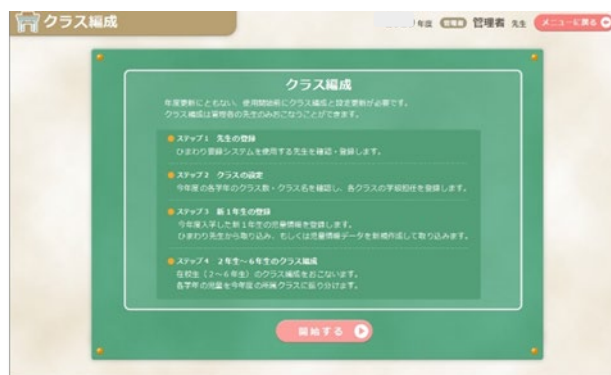 クラス編成
年度 管理者 管理者 先生 メニューに戻る
クラス編成
年度更新にともない、使用開始前にクラス編成と設定更新が必要です。
クラス編成は管理者の先生のみおこなうことができます。
ステップ1 先生の登録
ひまわり登録システムを使用する先生を確認・登録します。
ステップ2 クラスの設定
今年度の各学年のクラス数・クラス名を確認し、各クラスの学級担任を登録します。
ステップ3 新1年生の登録
今年度入学した新1年生の児童情報を登録します。
ひまわり先生から取り込み、もしくは児童情報データを新規作成して取り込みます。
ステップ4 2年生～6年生のクラス編成
在校生（2～6年生）のクラス編成をおこないます。
各学年の児童を今年度の所属クラスに振り分けます。
開始する